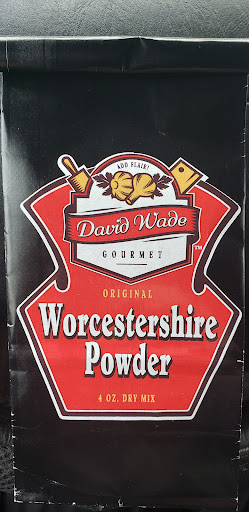 ADD FLAIR!
David Wade
TM
GOURMET
ORIGINAL
Worcestershire
Powder
4 OZ. DRY MIX